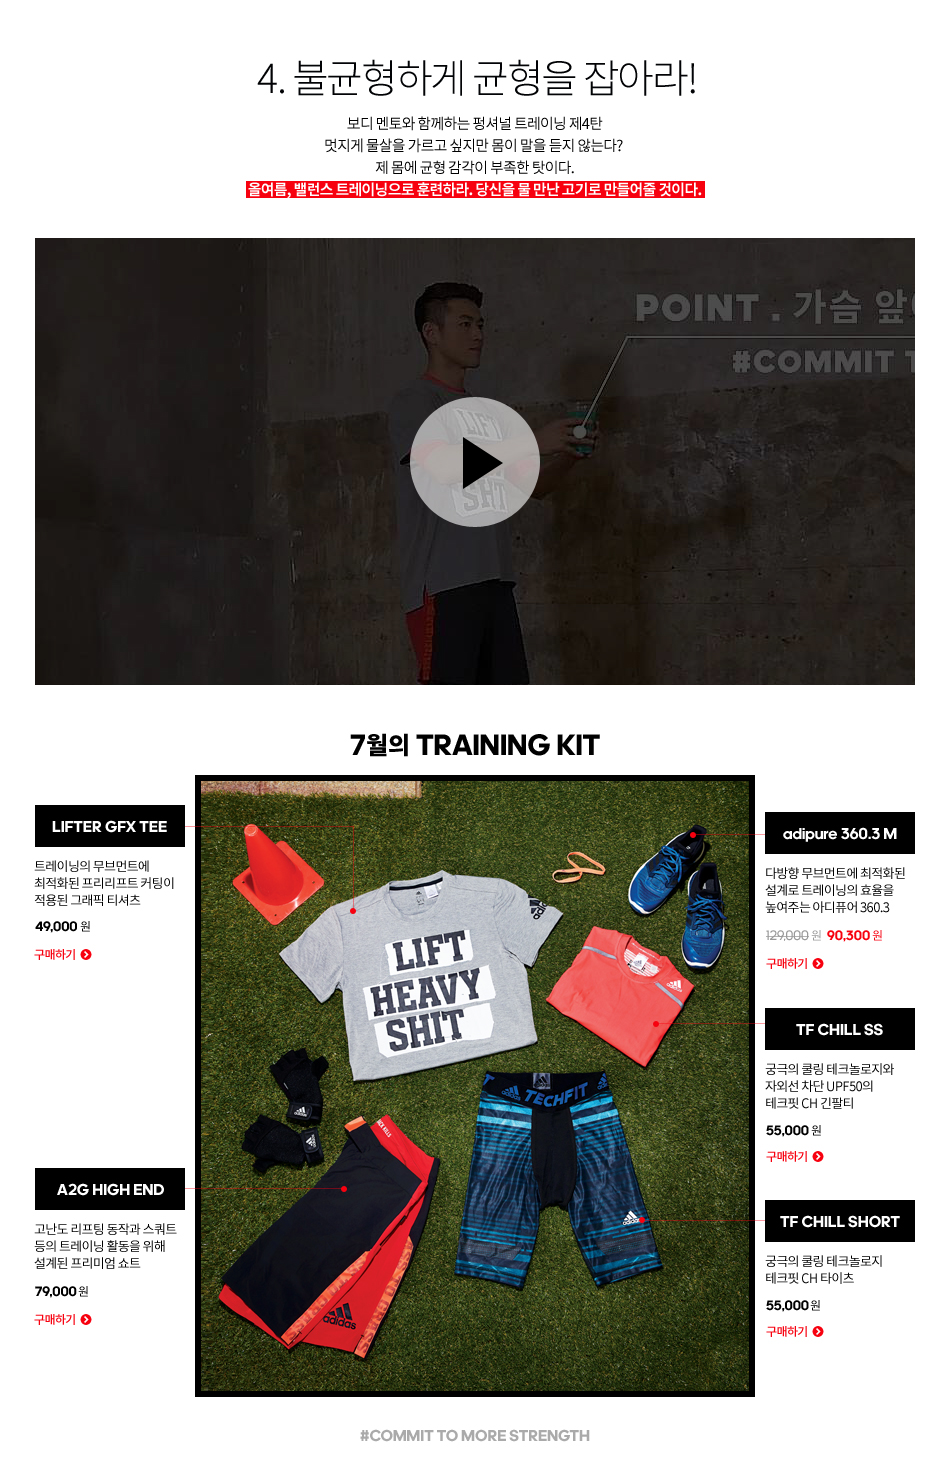 4. 불균형하게 균형을 잡아라!
보디 멘토와 함께하는 펑셔널 트레이닝 제4탄
멋지게 물살을 가르고 싶지만 몸이 말을 듣지 않는다?
제 몸에 균형 감각이 부족한 탓이다.
올여름, 밸런스 트레이닝으로 훈련하라. 당신을 물 만난 고기로 만들어줄 것이다.
POINT . 가슴 앞
#COMMIT T
LIFT
SHIT
7월의 TRAINING KIT
LIFTER GFX TEE
트레이닝의 무브먼트에
최적화된 프리리프트 커팅이
적용된 그래픽 티셔츠
49,000 원
구매하기
adipure 360.3 M
다방향 무브먼트에 최적화된
설계로 트레이닝의 효율을
높여주는 아디퓨어 360.3
129,000 원 90,300 원
구매하기
LIFT
HEAVY
SHIT
adidas
TF CHILL SS
궁극의 쿨링 테크놀로지와
자외선 차단 UPF50의
테크핏 CH 긴팔티
55,000 원
구매하기
TECHFIT
A2G HIGH END
고난도 리프팅 동작과 스쿼트
등의 트레이닝 활동을 위해
설계된 프리미엄 쇼트
79,000 원
구매하기
adidas
adidas
TF CHILL SHORT
궁극의 쿨링 테크놀로지
테크핏 CH 타이츠
55,000 원
구매하기
#COMMIT TO MORE STRENGTH